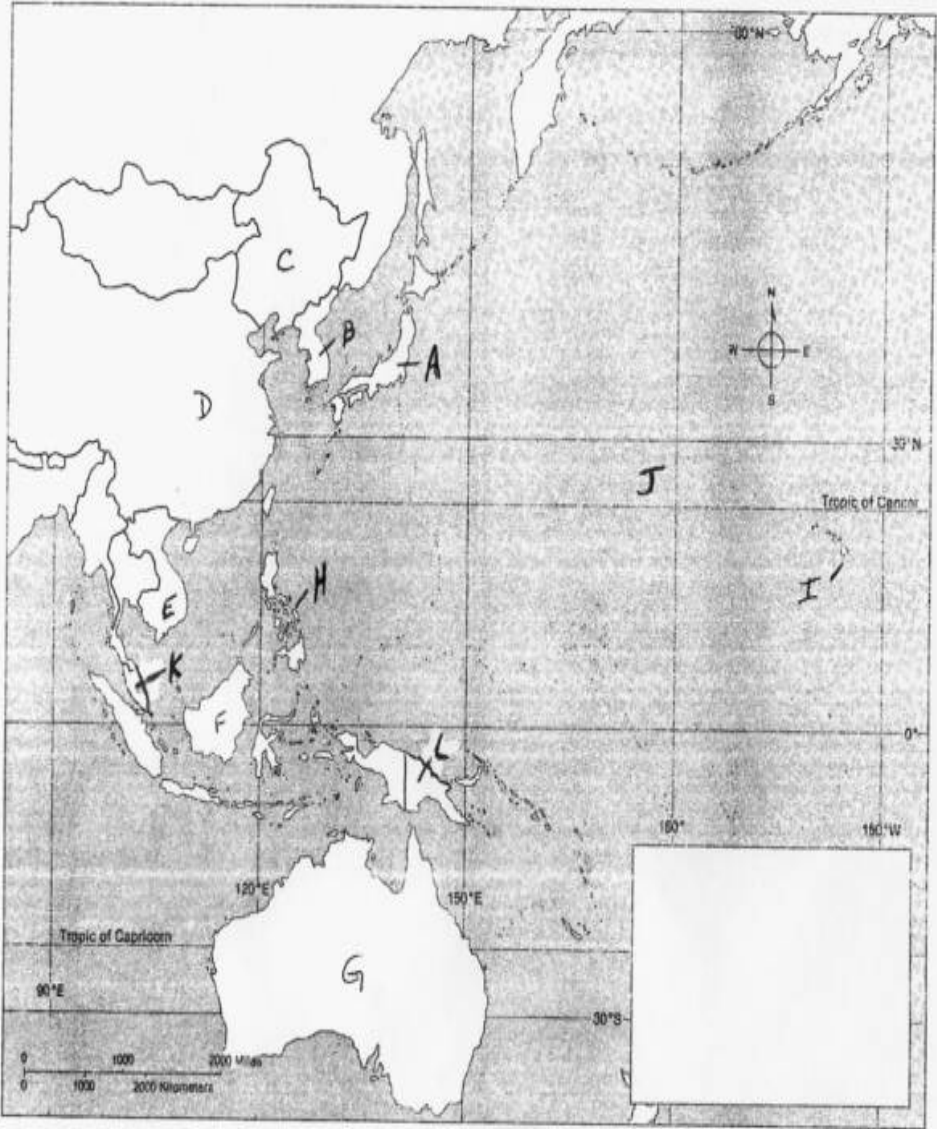 60°N
C
N
B
W E
A
S
D
30°N
J
Tropic of Cancer
I
H
E
K
F
0°
L
180°
150°W
120°E
150°E
Tropic of Capricorn
G
90°E
30°S
0 1000 2000 Miles
0 1000 2000 Kilometers